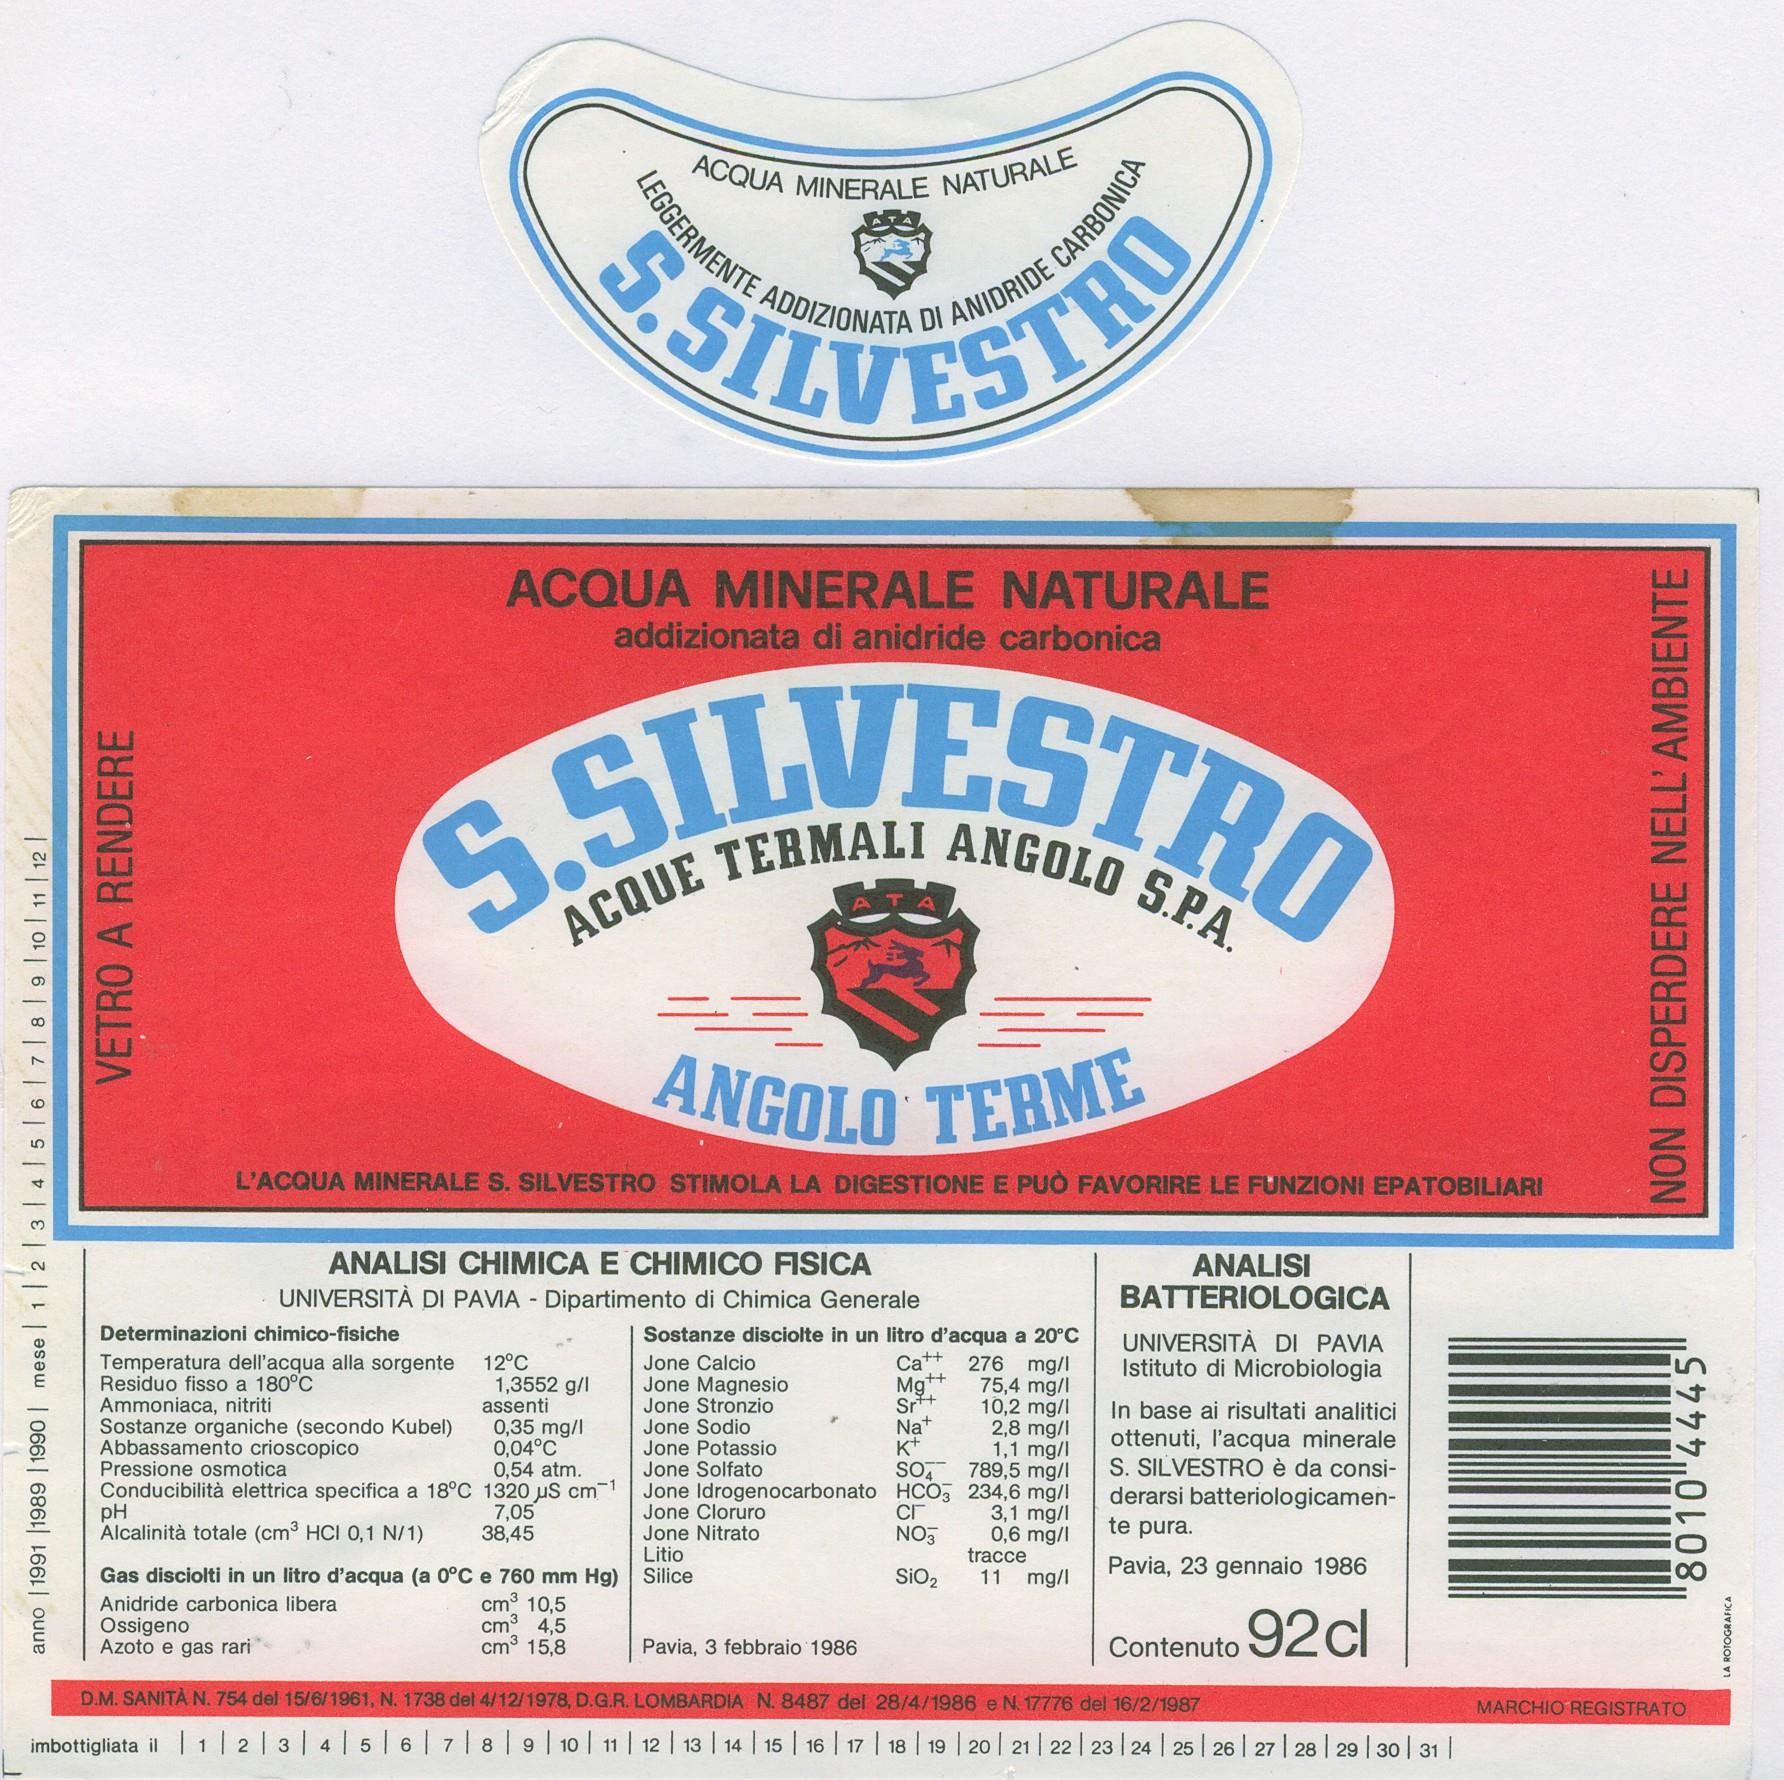 ACQUA MINERALE NATURALE
ATA
LEGGERMENTE ADDIZIONATA DI ANIDRIDE CARBONICA
S.SILVESTRO
ACQUA MINERALE NATURALE
addizionata di anidride carbonica
VETRO A RENDERE
S.SILVESTRO
ACQUE TERMALI ANGOLO S.P.A.
ATA
ANGOLO TERME
NON DISPERDERE NELL'AMBIENTE
L'ACQUA MINERALE S. SILVESTRO STIMOLA LA DIGESTIONE E PUÒ FAVORIRE LE FUNZIONI EPATOBILIARI
anno |1991 |1989 |1990| mese | 1 | 2 | 3 | 4 | 5 | 6 | 7 | 8 | 9 | 10 | 11 | 12 |
ANALISI CHIMICA E CHIMICO FISICA
UNIVERSITÀ DI PAVIA - Dipartimento di Chimica Generale
Determinazioni chimico-fisiche
Temperatura dell'acqua alla sorgente 12°C
Residuo fisso a 180°C 1,3552 g/l
Ammoniaca, nitriti assenti
Sostanze organiche (secondo Kubel) 0,35 mg/l
Abbassamento crioscopico 0,04°C
Pressione osmotica 0,54 atm.
Conducibilità elettrica specifica a 18°C 1320 µS cm⁻¹
pH 7,05
Alcalinità totale (cm³ HCl 0,1 N/1) 38,45
Gas disciolti in un litro d'acqua (a 0°C e 760 mm Hg)
Anidride carbonica libera cm³ 10,5
Ossigeno cm³ 4,5
Azoto e gas rari cm³ 15,8
Sostanze disciolte in un litro d'acqua a 20°C
Jone Calcio Ca⁺⁺ 276 mg/l
Jone Magnesio Mg⁺⁺ 75,4 mg/l
Jone Stronzio Sr⁺⁺ 10,2 mg/l
Jone Sodio Na⁺ 2,8 mg/l
Jone Potassio K⁺ 1,1 mg/l
Jone Solfato SO₄⁻⁻ 789,5 mg/l
Jone Idrogenocarbonato HCO₃⁻ 234,6 mg/l
Jone Cloruro Cl⁻ 3,1 mg/l
Jone Nitrato NO₃⁻ 0,6 mg/l
Litio tracce
Silice SiO₂ 11 mg/l
Pavia, 3 febbraio 1986
ANALISI
BATTERIOLOGICA
UNIVERSITÀ DI PAVIA
Istituto di Microbiologia
In base ai risultati analitici
ottenuti, l'acqua minerale
S. SILVESTRO è da consi-
derarsi batteriologicamen-
te pura.
Pavia, 23 gennaio 1986
Contenuto 92cl
80104445
LA ROTOGRAFICA
D.M. SANITÀ N. 754 del 15/6/1961, N. 1738 del 4/12/1978, D.G.R. LOMBARDIA N. 8487 del 28/4/1986 e N. 17776 del 16/2/1987
MARCHIO REGISTRATO
imbottigliata il | 1 | 2 | 3 | 4 | 5 | 6 | 7 | 8 | 9 | 10 | 11 | 12 | 13 | 14 | 15 | 16 | 17 | 18 | 19 | 20 | 21 | 22 | 23 | 24 | 25 | 26 | 27 | 28 | 29 | 30 | 31 |